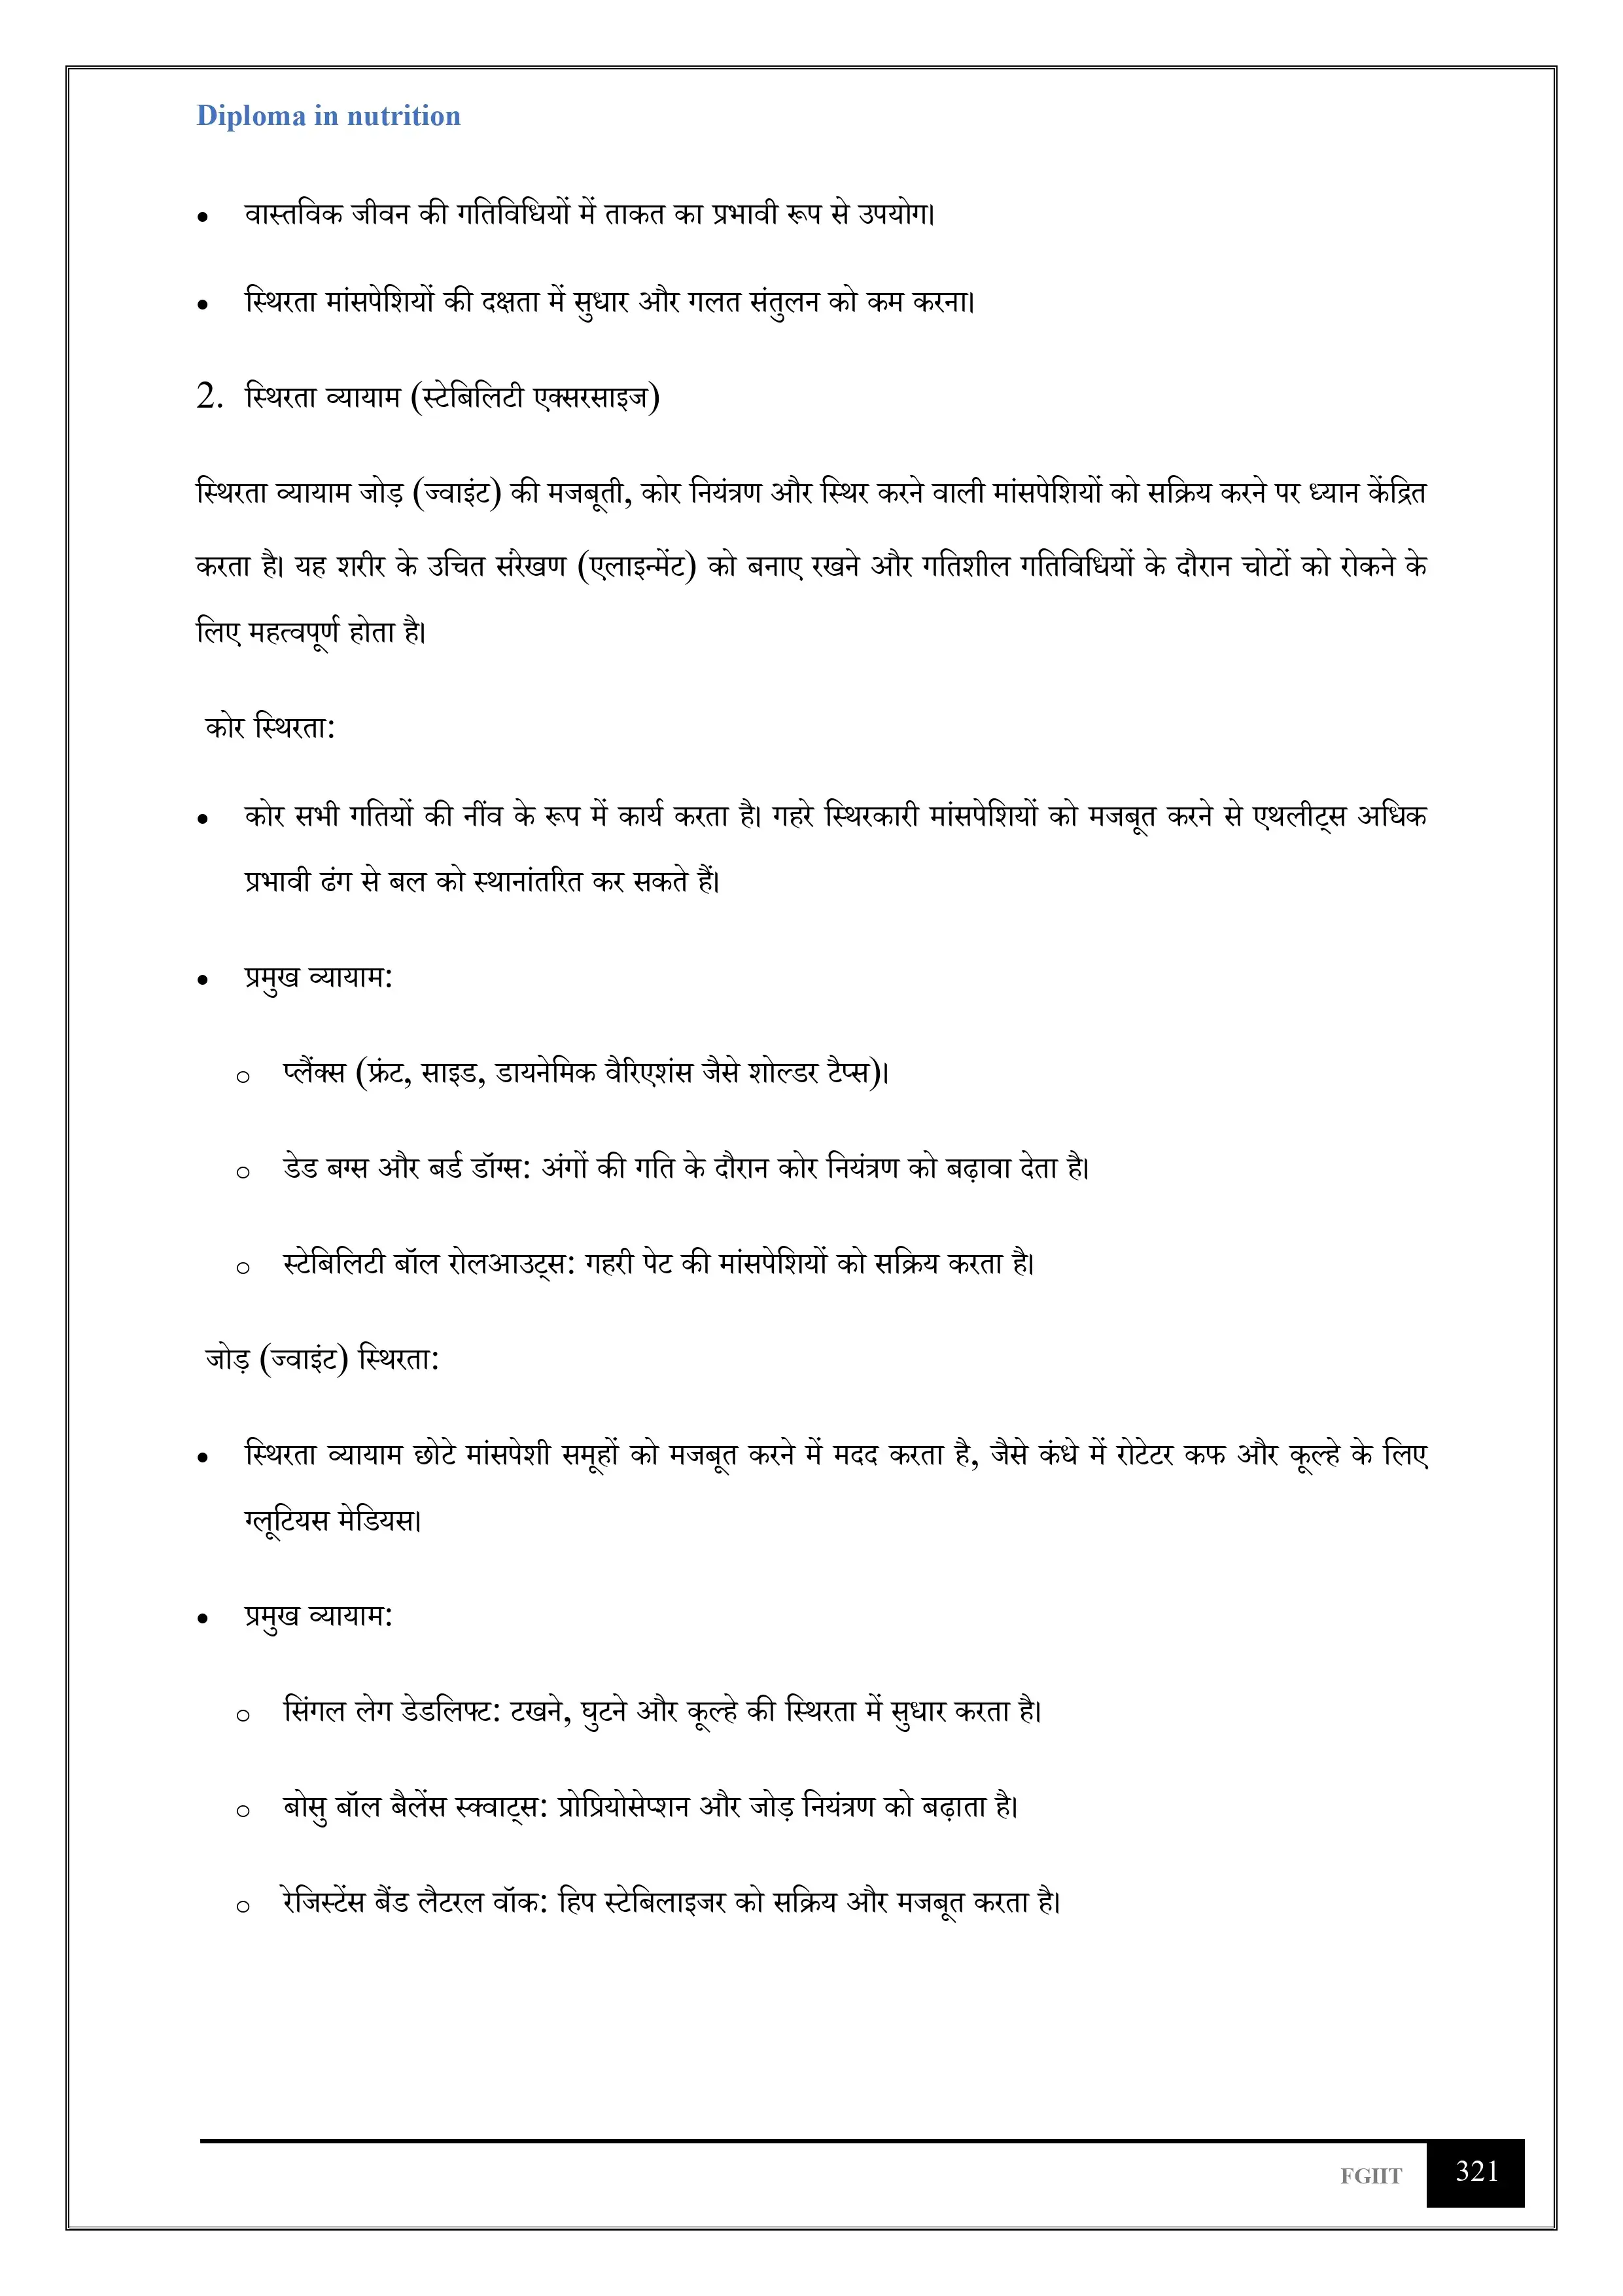 Diploma in nutrition
• वास्तविक जीवन की गतिविधियों में ताकत का प्रभावी रूप से उपयोग।
• स्थिरता मांसपेशियों की दक्षता में सुधार और गलत संतुलन को कम करना।
2. स्थिरता व्यायाम (स्टेबिलिटी एक्सरसाइज)
स्थिरता व्यायाम जोड़ (ज्वाइंट) की मजबूती, कोर नियंत्रण और स्थिर करने वाली मांसपेशियों को सक्रिय करने पर ध्यान केंद्रित
करता है। यह शरीर के उचित संरेखण (एलाइन्मेंट) को बनाए रखने और गतिशील गतिविधियों के दौरान चोटों को रोकने के
लिए महत्वपूर्ण होता है।
कोर स्थिरता:
• कोर सभी गतियों की नींव के रूप में कार्य करता है। गहरे स्थिरकारी मांसपेशियों को मजबूत करने से एथलीट्स अधिक
प्रभावी ढंग से बल को स्थानांतरित कर सकते हैं।
• प्रमुख व्यायाम:
o प्लैंक्स (फ्रंट, साइड, डायनेमिक वैरिएशंस जैसे शोल्डर टैप्स)।
o डेड बग्स और बर्ड डॉग्स: अंगों की गति के दौरान कोर नियंत्रण को बढ़ावा देता है।
o स्टेबिलिटी बॉल रोलआउट्स: गहरी पेट की मांसपेशियों को सक्रिय करता है।
जोड़ (ज्वाइंट) स्थिरता:
• स्थिरता व्यायाम छोटे मांसपेशी समूहों को मजबूत करने में मदद करता है, जैसे कंधे में रोटेटर कफ और कूल्हे के लिए
ग्लूटियस मेडियस।
• प्रमुख व्यायाम:
o सिंगल लेग डेडलिफ्ट: टखने, घुटने और कूल्हे की स्थिरता में सुधार करता है।
o बोसु बॉल बैलेंस स्क्वाट्स: प्रोप्रियोसेप्शन और जोड़ नियंत्रण को बढ़ाता है।
o रेजिस्टेंस बैंड लैटरल वॉक: हिप स्टेबिलाइजर को सक्रिय और मजबूत करता है।
FGIIT 321